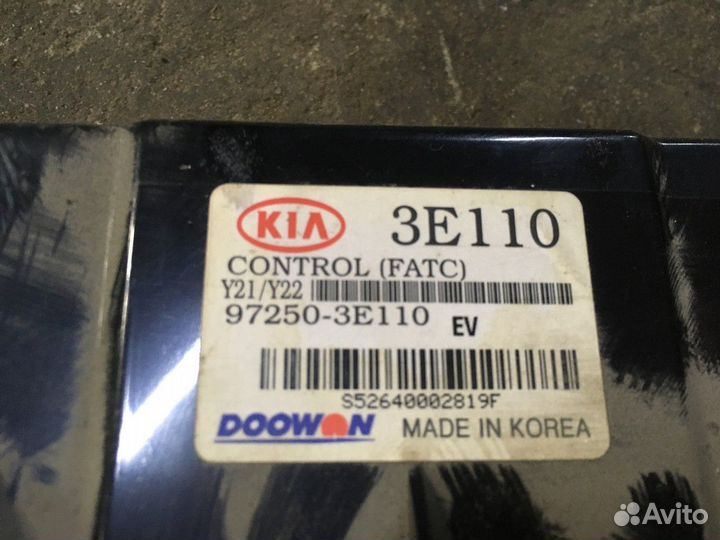 KIA 3E110
CONTROL (FATC)
Y21/Y22
97250-3E110 EV
S52640002819F
DOOWON MADE IN KOREA
Avito